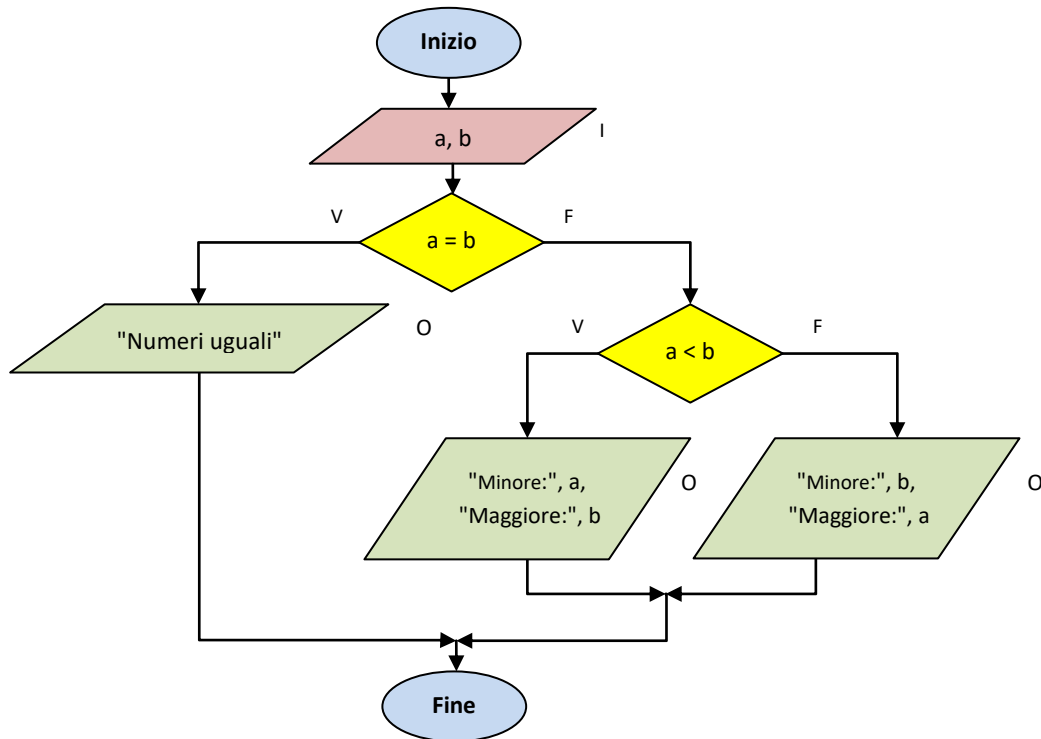 Inizio
a, b
I
V
F
a = b
"Numeri uguali"
O
V
F
a < b
"Minore:", a,
"Maggiore:", b
O
"Minore:", b,
"Maggiore:", a
O
Fine